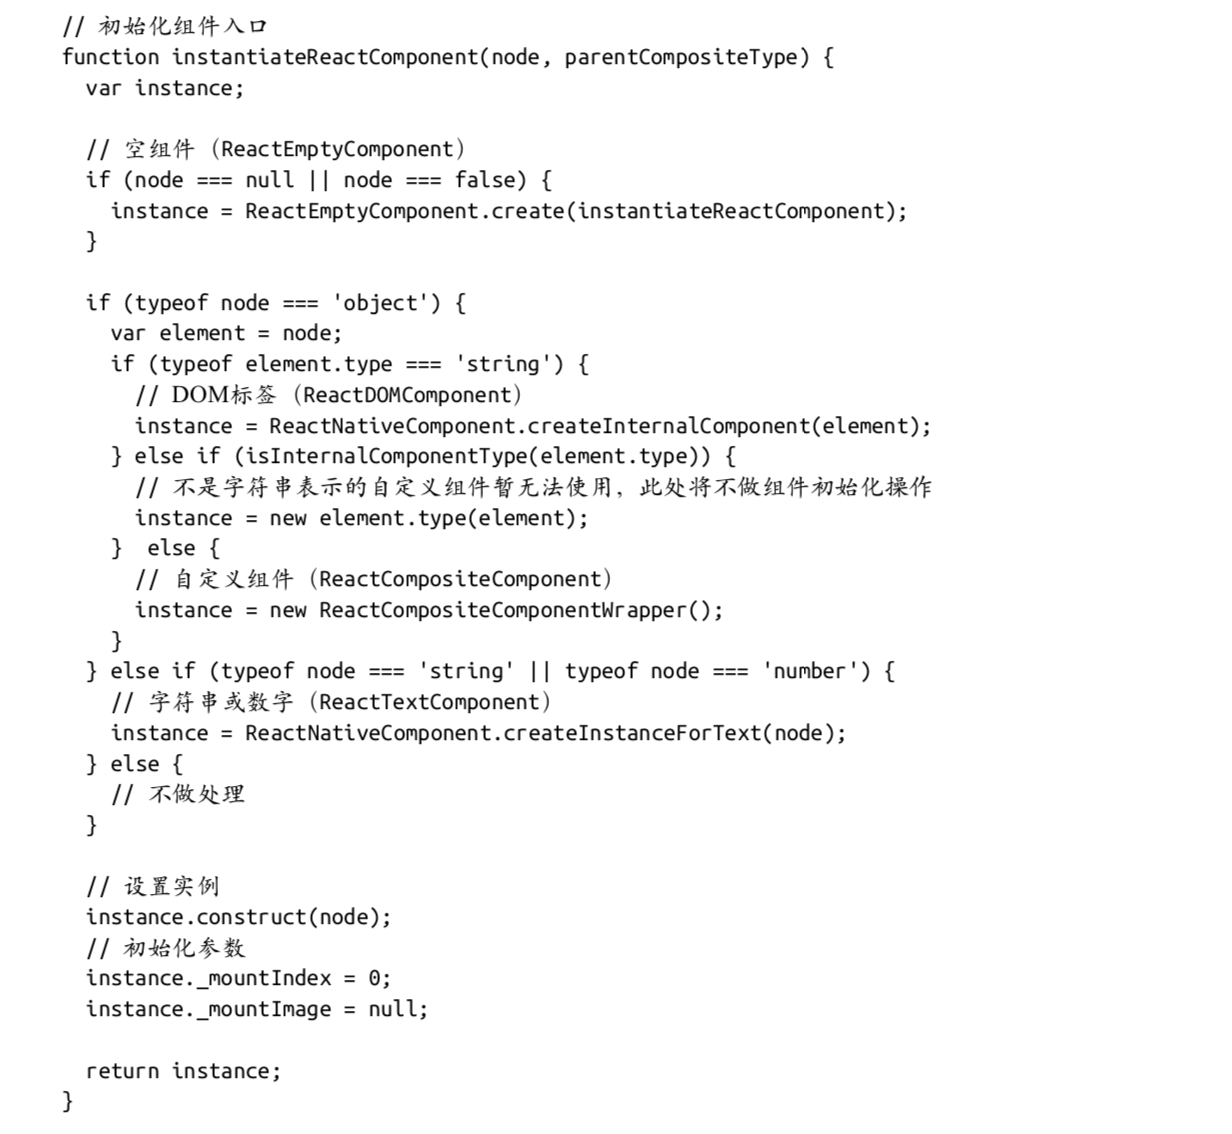 // 初始化组件入口
function instantiateReactComponent(node, parentCompositeType) {
  var instance;

  // 空组件（ReactEmptyComponent）
  if (node === null || node === false) {
    instance = ReactEmptyComponent.create(instantiateReactComponent);
  }

  if (typeof node === 'object') {
    var element = node;
    if (typeof element.type === 'string') {
      // DOM标签（ReactDOMComponent）
      instance = ReactNativeComponent.createInternalComponent(element);
    } else if (isInternalComponentType(element.type)) {
      // 不是字符串表示的自定义组件暂无法使用，此处将不做组件初始化操作
      instance = new element.type(element);
    }  else {
      // 自定义组件（ReactCompositeComponent）
      instance = new ReactCompositeComponentWrapper();
    }
  } else if (typeof node === 'string' || typeof node === 'number') {
    // 字符串或数字（ReactTextComponent）
    instance = ReactNativeComponent.createInstanceForText(node);
  } else {
    // 不做处理
  }

  // 设置实例
  instance.construct(node);
  // 初始化参数
  instance._mountIndex = 0;
  instance._mountImage = null;

  return instance;
}